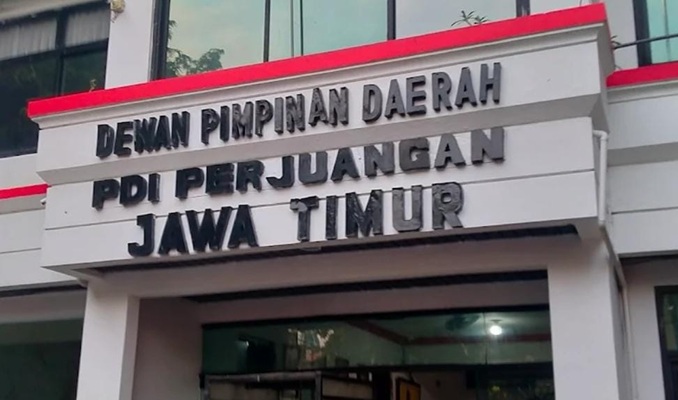 DEWAN PIMPINAN DAERAH
PDI PERJUANGAN
JAWA TIMUR